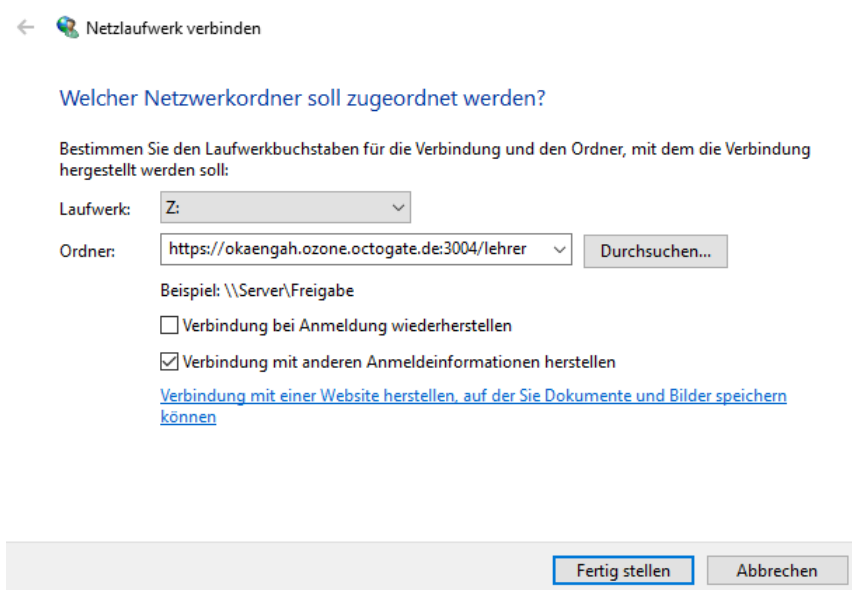 Netzlaufwerk verbinden
Welcher Netzwerkordner soll zugeordnet werden?
Bestimmen Sie den Laufwerkbuchstaben für die Verbindung und den Ordner, mit dem die Verbindung
hergestellt werden soll:
Laufwerk: Z:
Ordner: https://okaengah.ozone.octogate.de:3004/lehrer Durchsuchen...
Beispiel: \\Server\Freigabe
Verbindung bei Anmeldung wiederherstellen
Verbindung mit anderen Anmeldeinformationen herstellen
Verbindung mit einer Website herstellen, auf der Sie Dokumente und Bilder speichern
können
Fertig stellen Abbrechen